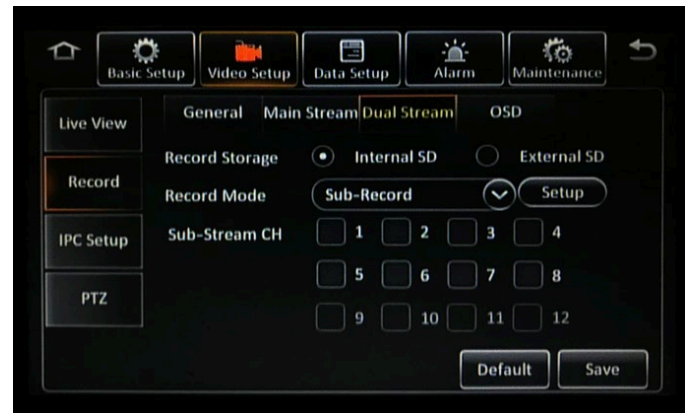 Basic Setup Video Setup Data Setup Alarm Maintenance
General Main Stream Dual Stream OSD
Live View
Record Storage Internal SD External SD
Record
Record Mode Sub-Record Setup
IPC Setup
Sub-Stream CH 1 2 3 4
5 6 7 8
PTZ
9 10 11 12
Default Save